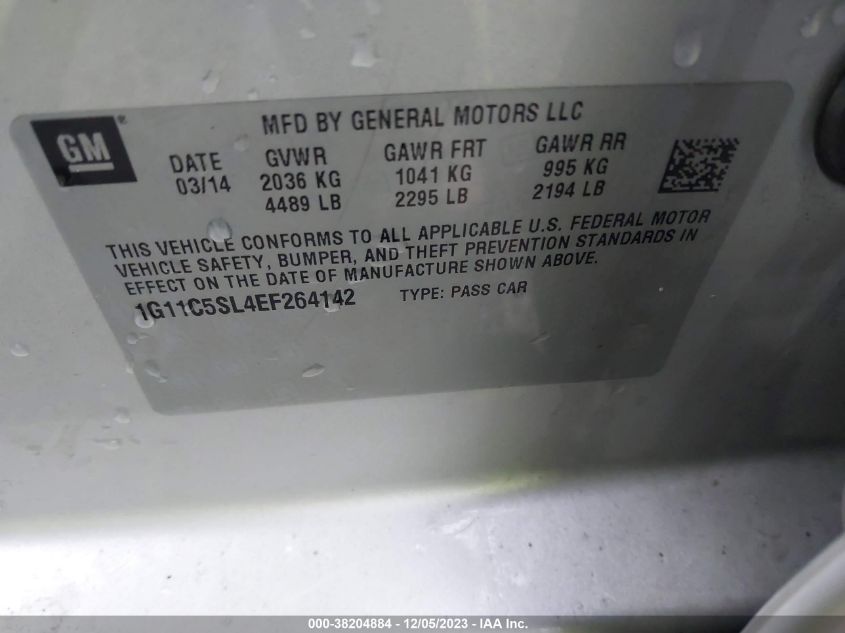 GM®
MFD BY GENERAL MOTORS LLC
DATE GVWR GAWR FRT GAWR RR
03/14 2036 KG 1041 KG 995 KG
4489 LB 2295 LB 2194 LB
THIS VEHICLE CONFORMS TO ALL APPLICABLE U.S. FEDERAL MOTOR
VEHICLE SAFETY, BUMPER, AND THEFT PREVENTION STANDARDS IN
EFFECT ON THE DATE OF MANUFACTURE SHOWN ABOVE.
1G11C5SL4EF264142 TYPE: PASS CAR
000-38204884 - 12/05/2023 - IAA Inc.